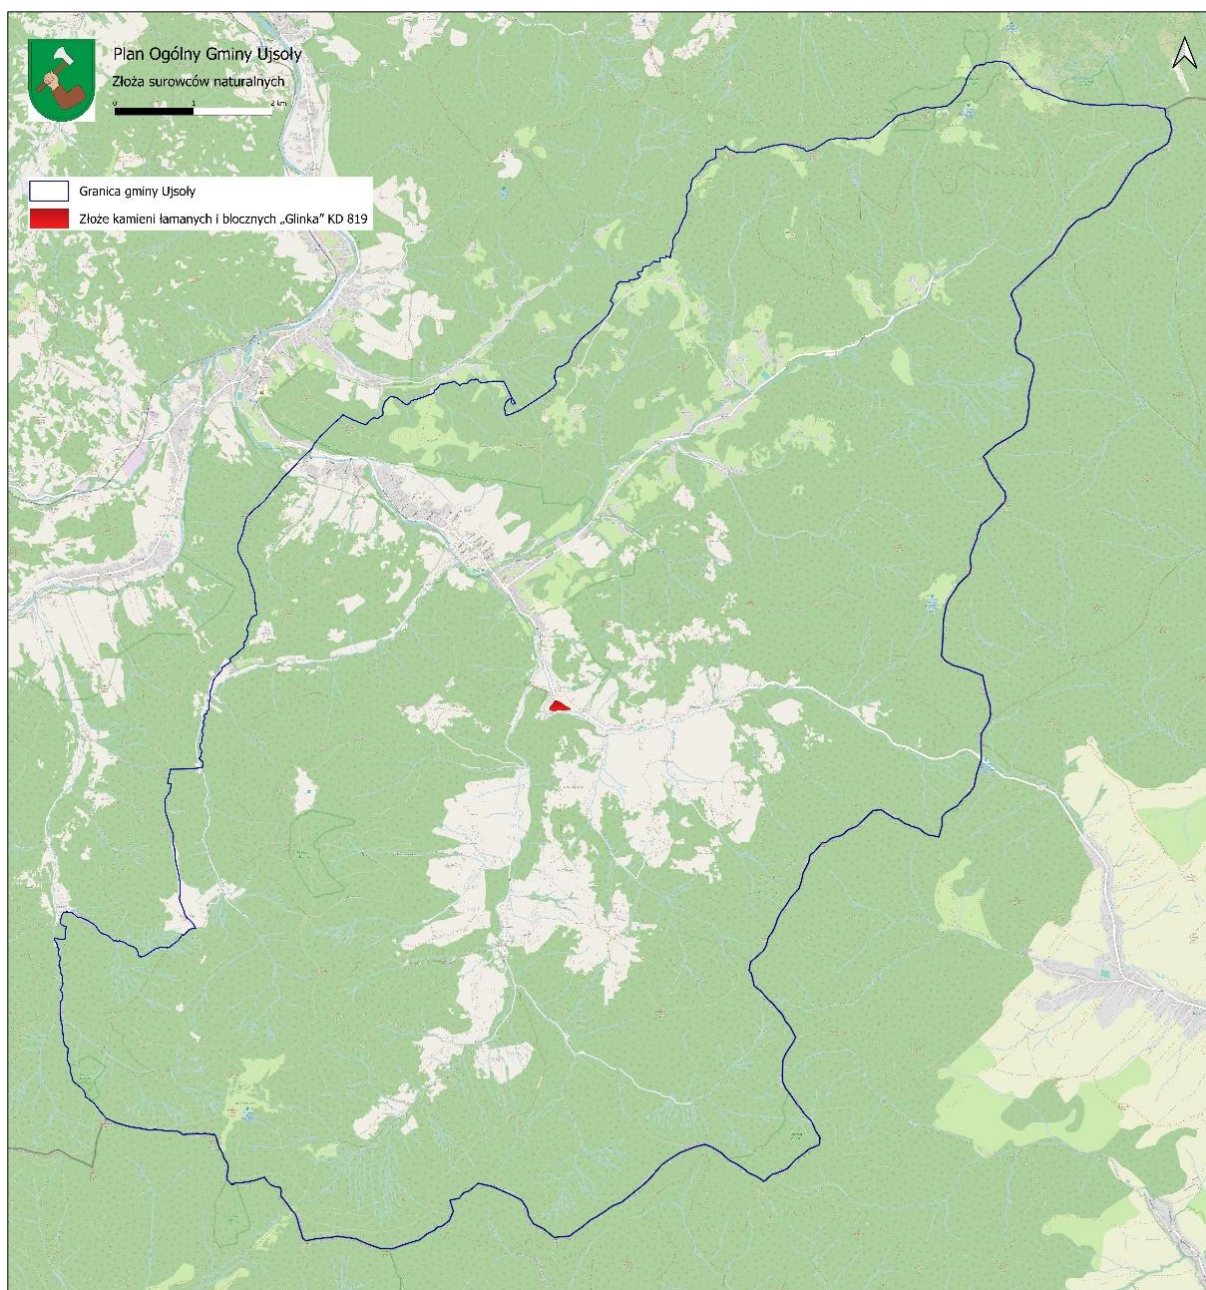 Plan Ogólny Gminy Ujsoły
Złoża surowców naturalnych
0 1 2 km
Granica gminy Ujsoły
Złoże kamieni łamanych i blocznych „Glinka” KD 819